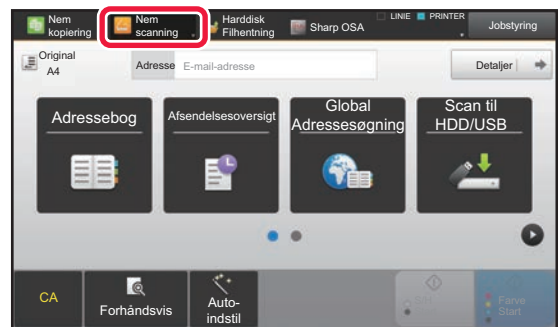 Nem
kopiering
Nem
scanning
Harddisk
Filhentning
Sharp OSA
LINIE
PRINTER
Jobstyring
Original
A4
Adresse
E-mail-adresse
Detaljer
Adressebog
Afsendelsesoversigt
Global
Adressesøgning
Scan til
HDD/USB
CA
Forhåndsvis
Auto-
indstil
S/H
Start
Farve
Start